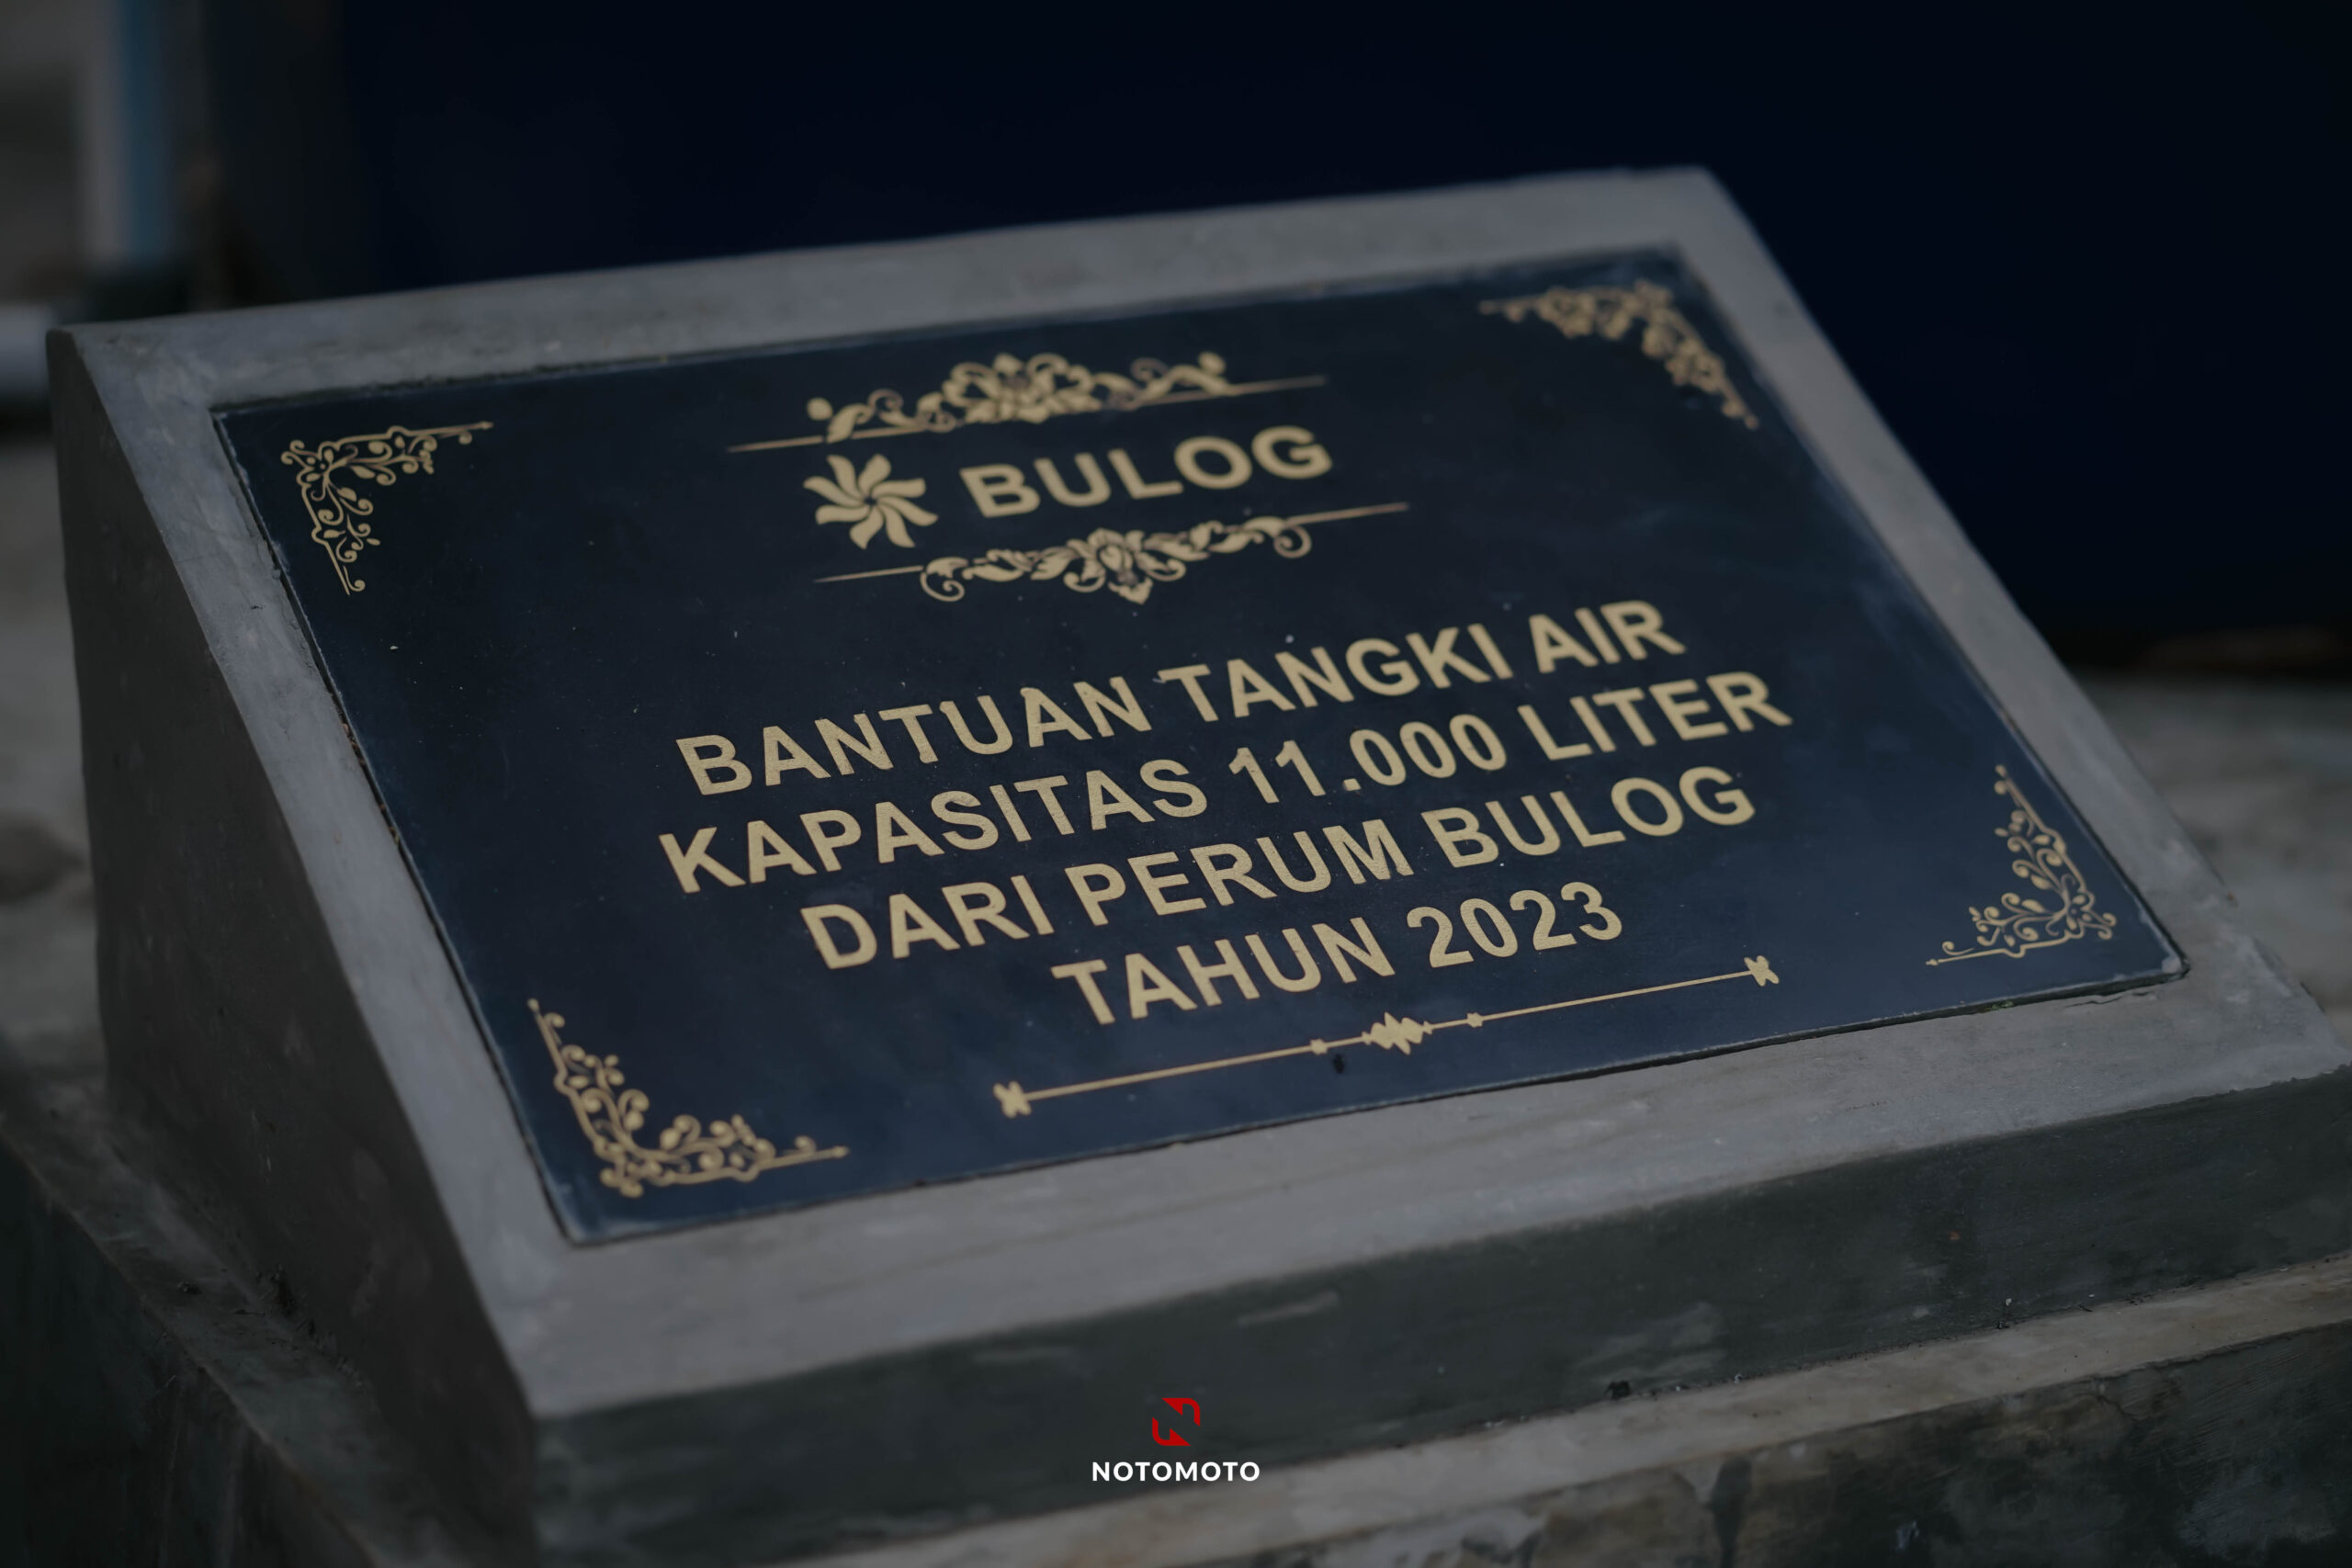 BULOG
BANTUAN TANGKI AIR
KAPASITAS 11.000 LITER
DARI PERUM BULOG
TAHUN 2023
NOTOMOTO